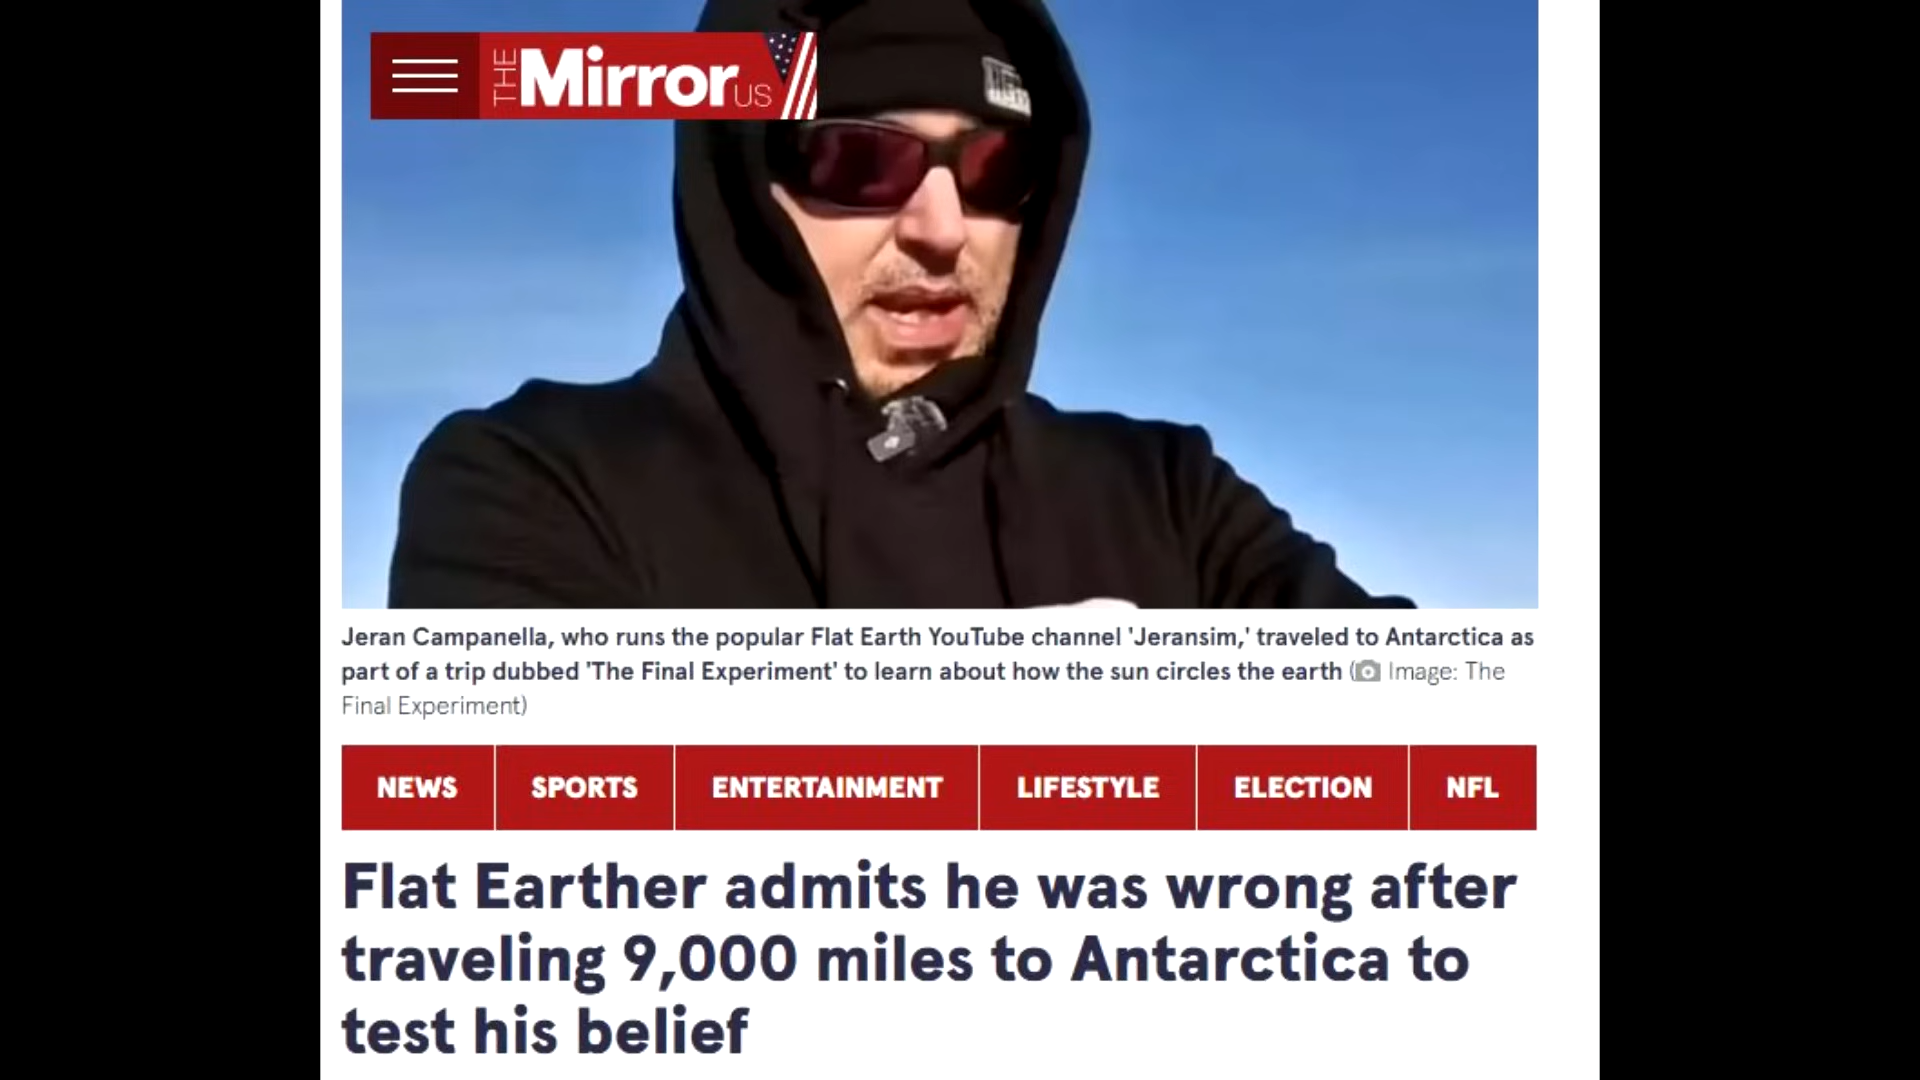 THE Mirror US
Jeran Campanella, who runs the popular Flat Earth YouTube channel 'Jeransim,' traveled to Antarctica as
part of a trip dubbed 'The Final Experiment' to learn about how the sun circles the earth ( Image: The
Final Experiment)
NEWS SPORTS ENTERTAINMENT LIFESTYLE ELECTION NFL
Flat Earther admits he was wrong after
traveling 9,000 miles to Antarctica to
test his belief